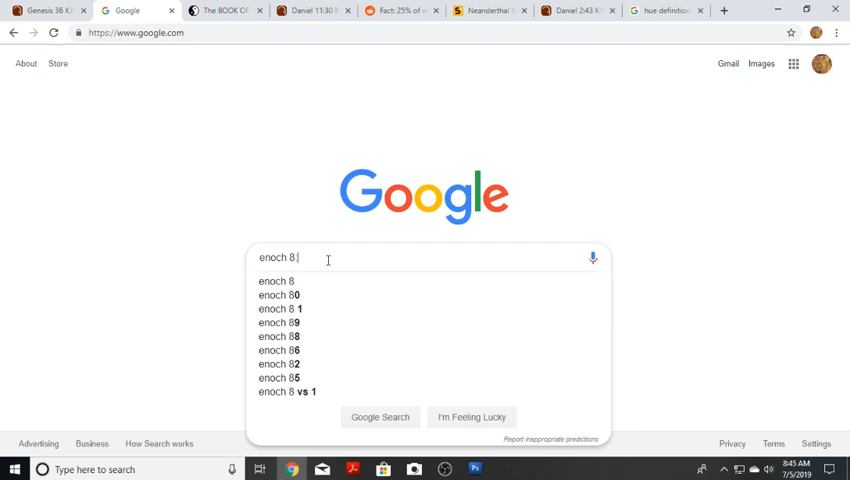 Genesis 36 KJ
Google
The BOOK OF
Daniel 11:30 K
Fact: 25% of w
Neanderthal S
Daniel 2:43 KJ
hue definition
https://www.google.com
About
Store
Gmail
Images
Google
enoch 8
enoch 8
enoch 80
enoch 8 1
enoch 89
enoch 88
enoch 86
enoch 82
enoch 85
enoch 8 vs 1
Google Search
I'm Feeling Lucky
Report inappropriate predictions
Advertising
Business
How Search works
Privacy
Terms
Settings
Type here to search
8:45 AM
7/5/2019